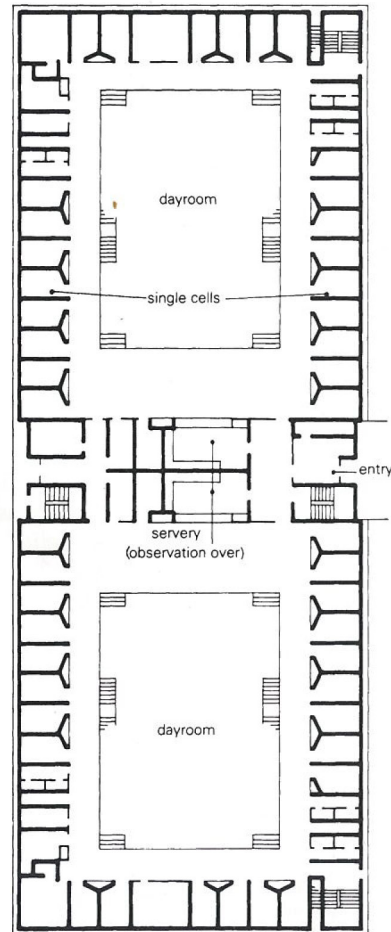 dayroom
single cells
entry
servery
(observation over)
dayroom